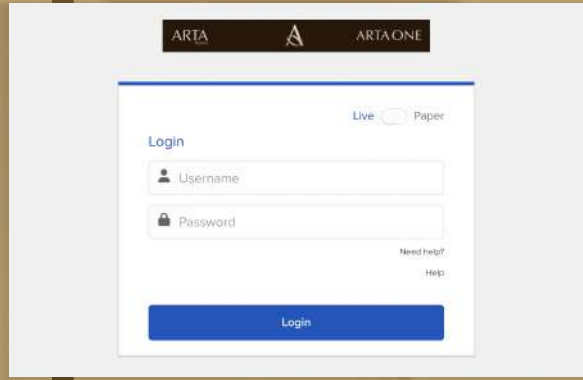 ARTA A ARTA ONE
Live Paper
Login
Username
Password
Need help?
Help
Login